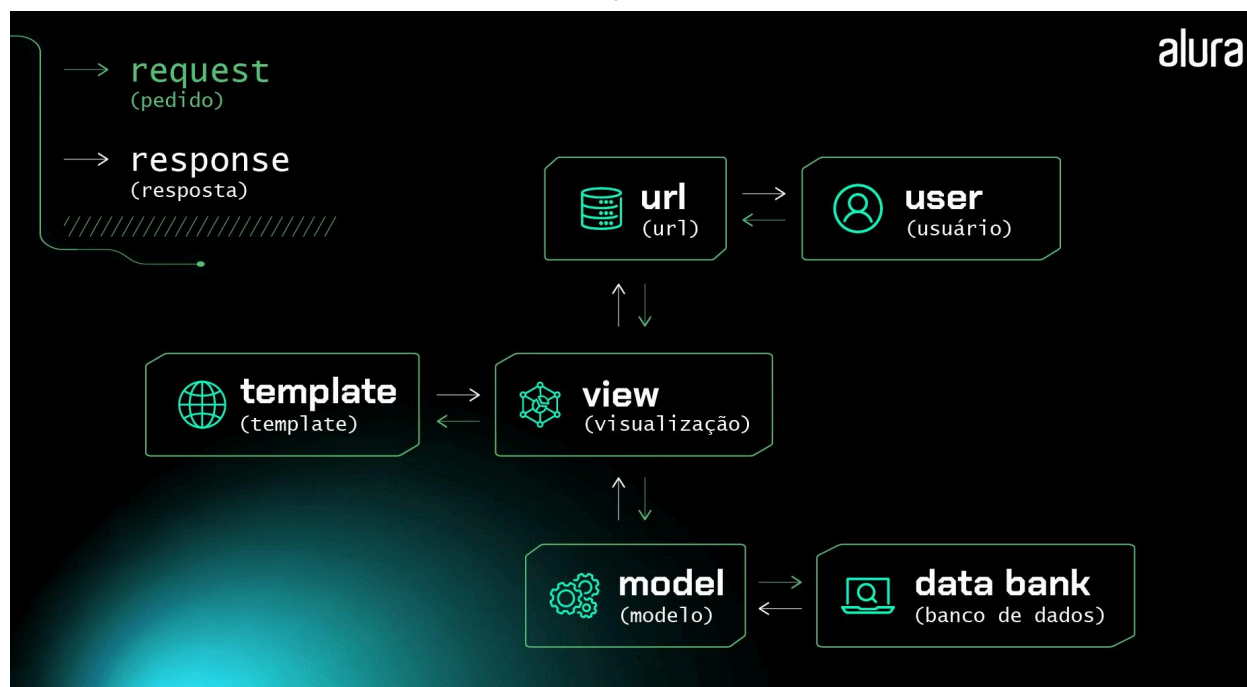 alura
request
(pedido)
response
(resposta)
url
(url)
user
(usuário)
template
(template)
view
(visualização)
model
(modelo)
data bank
(banco de dados)